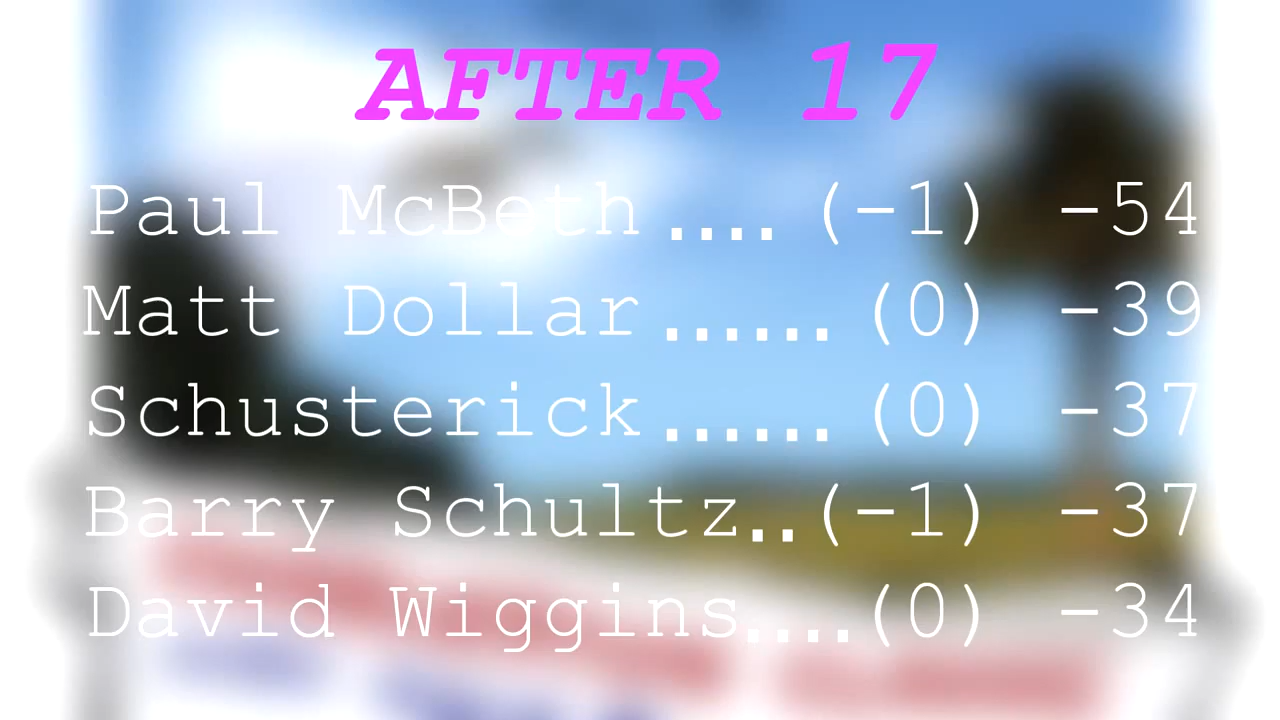 AFTER 17
Paul McBeth .... (-1) -54
Matt Dollar ...... (0) -39
Schusterick ...... (0) -37
Barry Schultz..(-1) -37
David Wiggins....(0) -34